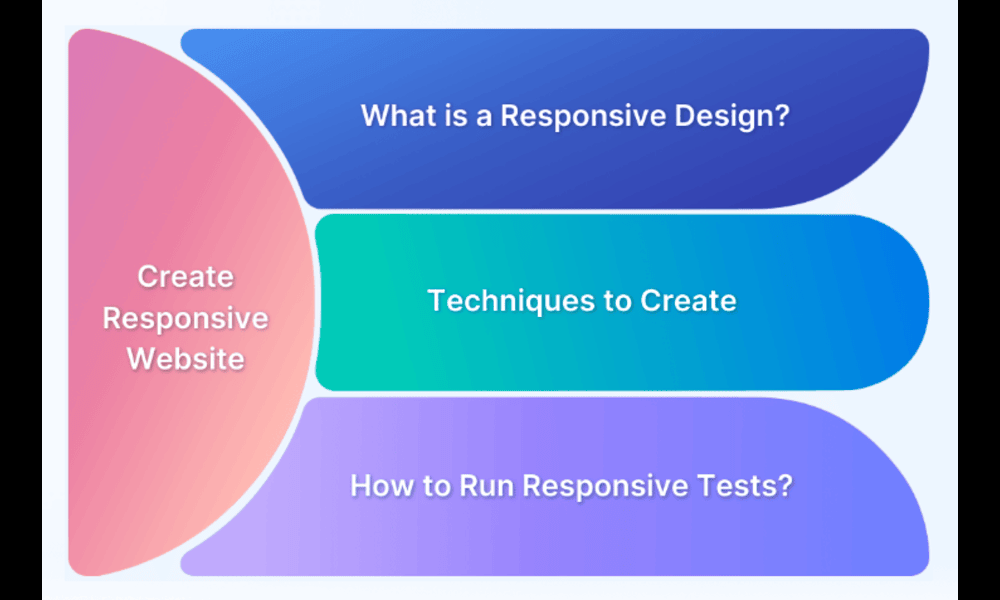 Create
Responsive
Website
What is a Responsive Design?
Techniques to Create
How to Run Responsive Tests?